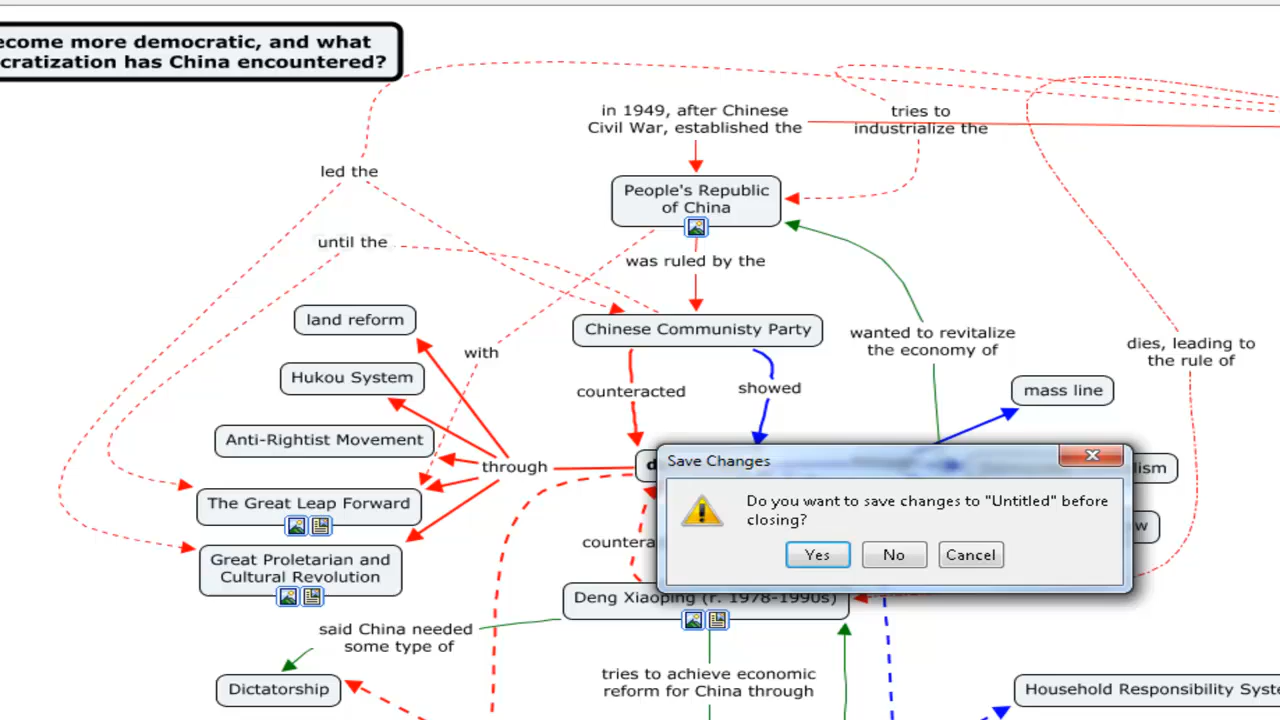 ecome more democratic, and what
cratization has China encountered?
in 1949, after Chinese
Civil War, established the
tries to
industrialize the
led the
People's Republic
of China
until the
was ruled by the
land reform
Chinese Communisty Party
wanted to revitalize
the economy of
dies, leading to
the rule of
with
Hukou System
counteracted
showed
mass line
Anti-Rightist Movement
through
d
Save Changes
lism
The Great Leap Forward
Do you want to save changes to "Untitled" before
closing?
w
Great Proletarian and
Cultural Revolution
countera
Yes
No
Cancel
Deng Xiaoping (r. 1978-1990s)
said China needed
some type of
tries to achieve economic
reform for China through
Dictatorship
Household Responsibility Syste